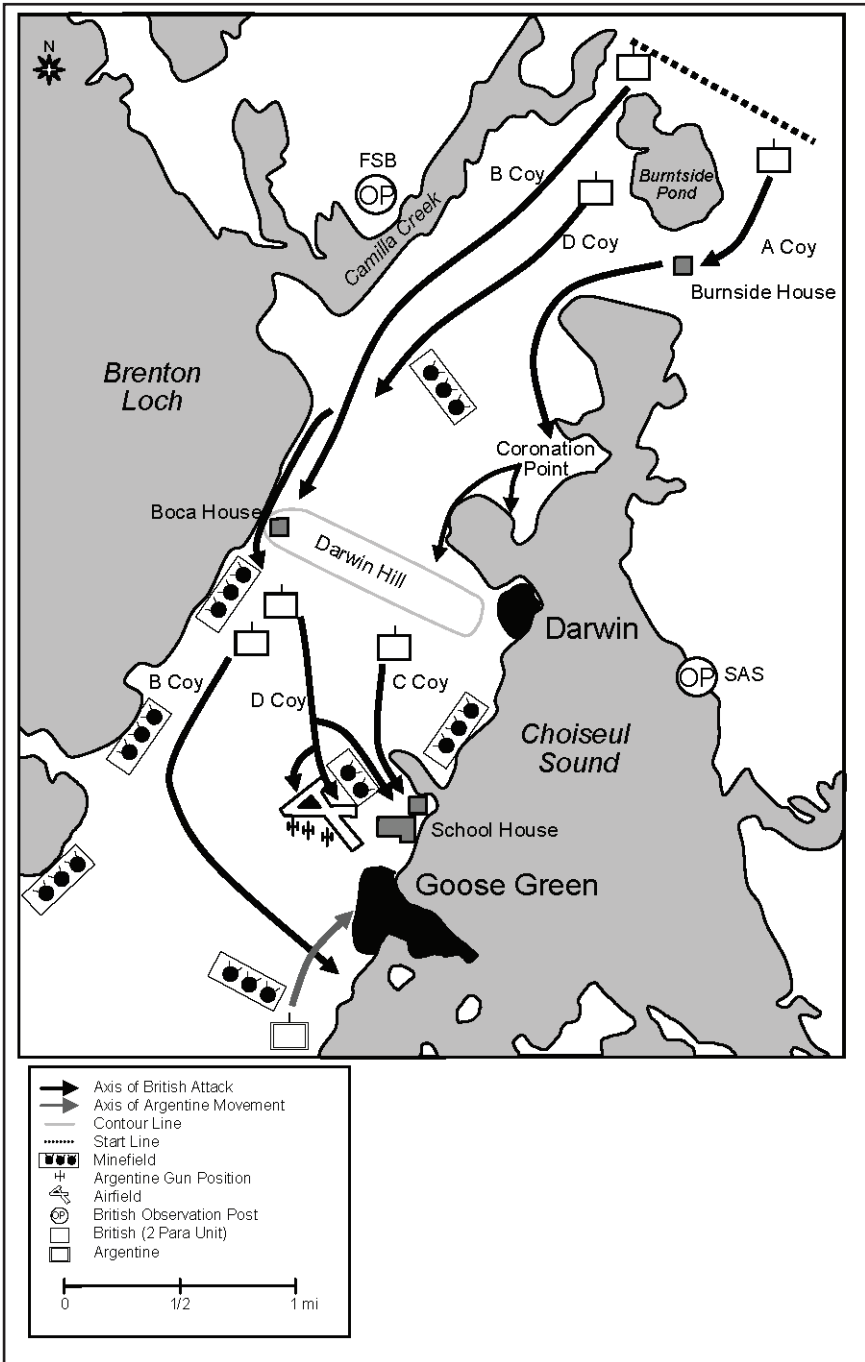 N
FSB
OP
B Coy
Burntside
Pond
Camilla Creek
D Coy
A Coy
Burnside House
Brenton
Loch
Coronation
Point
Boca House
Darwin Hill
Darwin
OP
SAS
B Coy
D Coy
C Coy
Choiseul
Sound
School House
Goose Green
Axis of British Attack
Axis of Argentine Movement
Contour Line
Start Line
Minefield
Argentine Gun Position
Airfield
OP
British Observation Post
British (2 Para Unit)
Argentine
0
1/2
1 mi